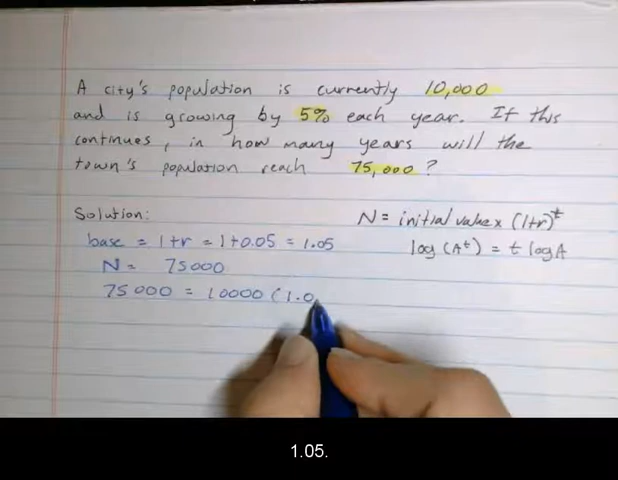 A city's population is currently 10,000
and is growing by 5% each year. If this
continues, in how many years will the
town's population reach 75,000?
Solution:
N = initial value x (1+r)^t
base = 1+r = 1+0.05 = 1.05
log (A^t) = t log A
N = 75000
75000 = 10000 (1.0
1.05.